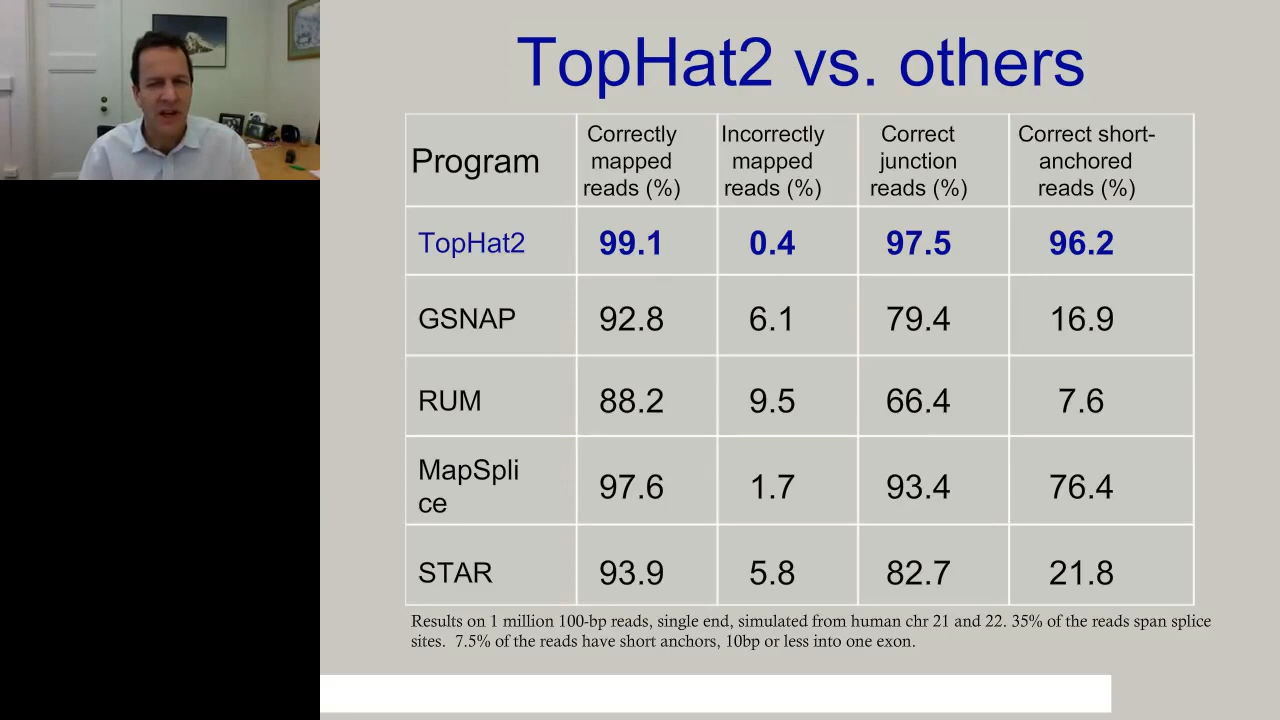 TopHat2 vs. others
Program
Correctly
mapped
reads (%)
Incorrectly
mapped
reads (%)
Correct
junction
reads (%)
Correct short-
anchored
reads (%)
TopHat2 99.1 0.4 97.5 96.2
GSNAP 92.8 6.1 79.4 16.9
RUM 88.2 9.5 66.4 7.6
MapSpli
ce
97.6 1.7 93.4 76.4
STAR 93.9 5.8 82.7 21.8
Results on 1 million 100-bp reads, single end, simulated from human chr 21 and 22. 35% of the reads span splice
sites. 7.5% of the reads have short anchors, 10bp or less into one exon.